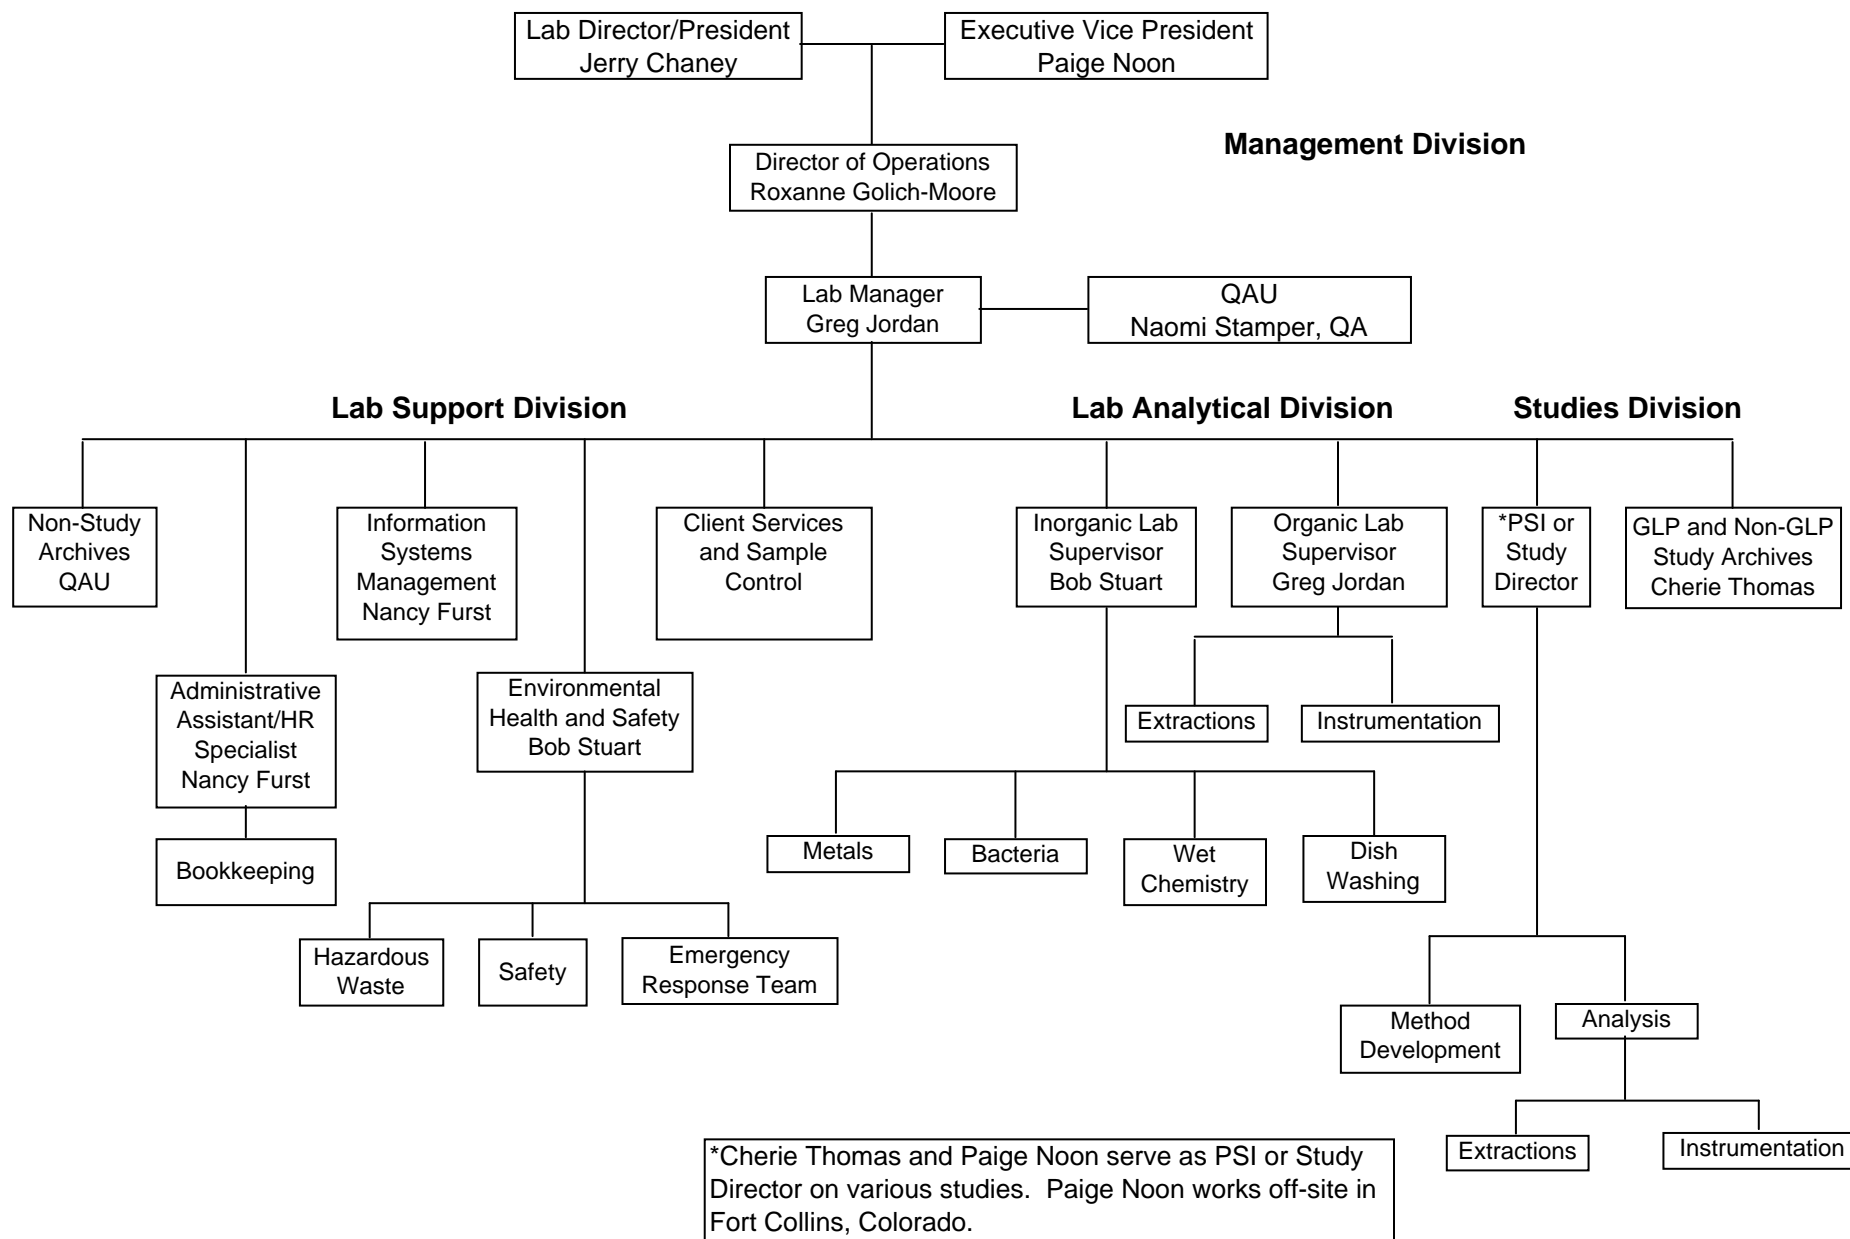 Lab Director/President
Jerry Chaney
Executive Vice President
Paige Noon
Management Division
Director of Operations
Roxanne Golich-Moore
Lab Manager
Greg Jordan
QAU
Naomi Stamper, QA
Lab Support Division
Lab Analytical Division
Studies Division
Non-Study
Archives
QAU
Information
Systems
Management
Nancy Furst
Client Services
and Sample
Control
Inorganic Lab
Supervisor
Bob Stuart
Organic Lab
Supervisor
Greg Jordan
*PSI or
Study
Director
GLP and Non-GLP
Study Archives
Cherie Thomas
Administrative
Assistant/HR
Specialist
Nancy Furst
Environmental
Health and Safety
Bob Stuart
Extractions
Instrumentation
Bookkeeping
Metals
Bacteria
Wet
Chemistry
Dish
Washing
Hazardous
Waste
Safety
Emergency
Response Team
Method
Development
Analysis
Extractions
Instrumentation
*Cherie Thomas and Paige Noon serve as PSI or Study
Director on various studies.  Paige Noon works off-site in
Fort Collins, Colorado.